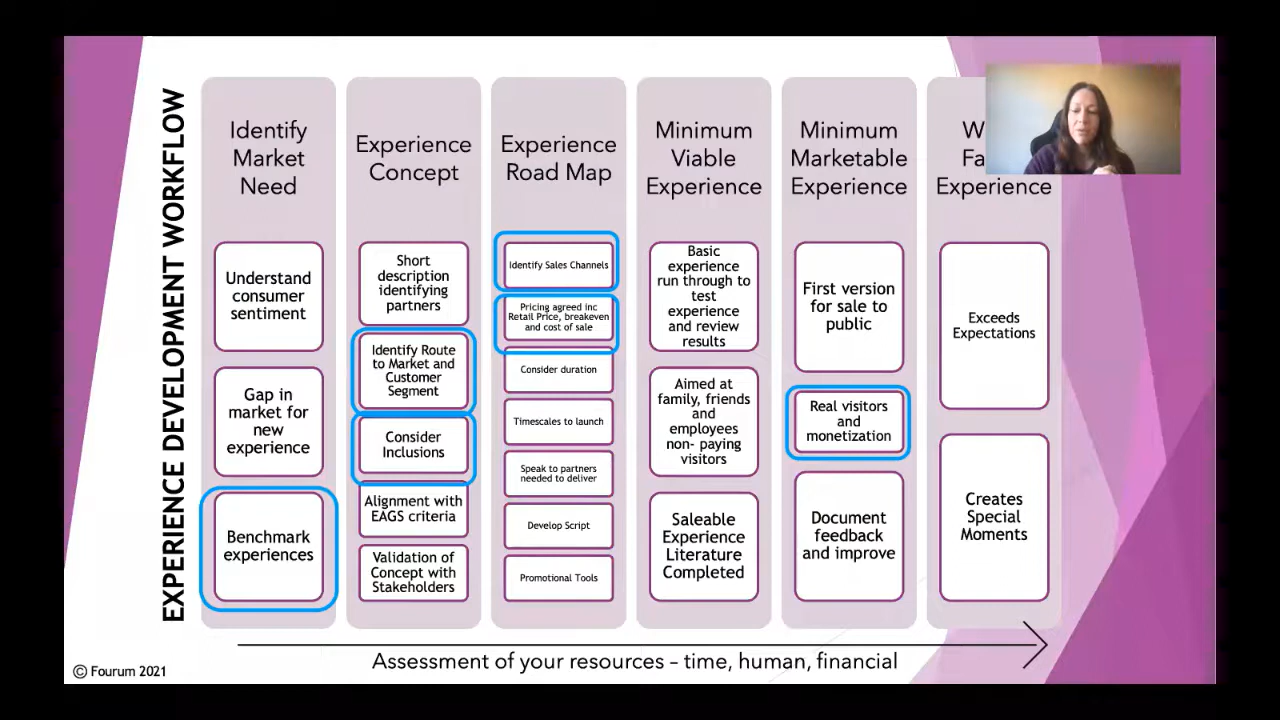 EXPERIENCE DEVELOPMENT WORKFLOW
Identify
Market
Need
Understand
consumer
sentiment
Gap in
market for
new
experience
Benchmark
experiences
Experience
Concept
Short
description
identifying
partners
Identify Route
to Market and
Customer
Segment
Consider
Inclusions
Alignment with
EAGS criteria
Validation of
Concept with
Stakeholders
Experience
Road Map
Identify Sales Channels
Pricing agreed inc
Retail Price, breakeven
and cost of sale
Consider duration
Timescales to launch
Speak to partners
needed to deliver
Develop Script
Promotional Tools
Minimum
Viable
Experience
Basic
experience
run through to
test
experience
and review
results
Aimed at
family, friends
and
employees
non- paying
visitors
Saleable
Experience
Literature
Completed
Minimum
Marketable
Experience
First version
for sale to
public
Real visitors
and
monetization
Document
feedback
and improve
Experience
Exceeds
Expectations
Creates
Special
Moments
Assessment of your resources – time, human, financial
© Fourum 2021